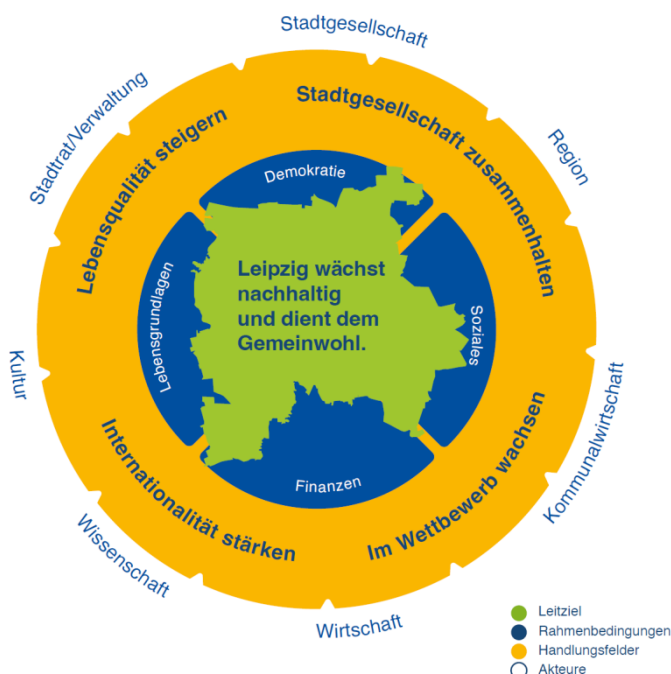 Stadtgesellschaft
Stadtrat/Verwaltung
Region
Kultur
Kommunalwirtschaft
Wissenschaft
Wirtschaft
Lebensqualität steigern
Stadtgesellschaft zusammenhalten
Internationalität stärken
Im Wettbewerb wachsen
Demokratie
Lebensgrundlagen
Soziales
Finanzen
Leipzig wächst
nachhaltig
und dient dem
Gemeinwohl.
Leitziel
Rahmenbedingungen
Handlungsfelder
Akteure